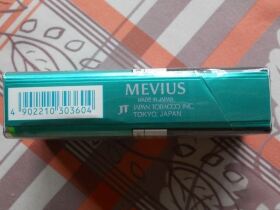 MEVIUS
MADE IN JAPAN
JT JAPAN TOBACCO INC.
TOKYO, JAPAN
4 902210 303604